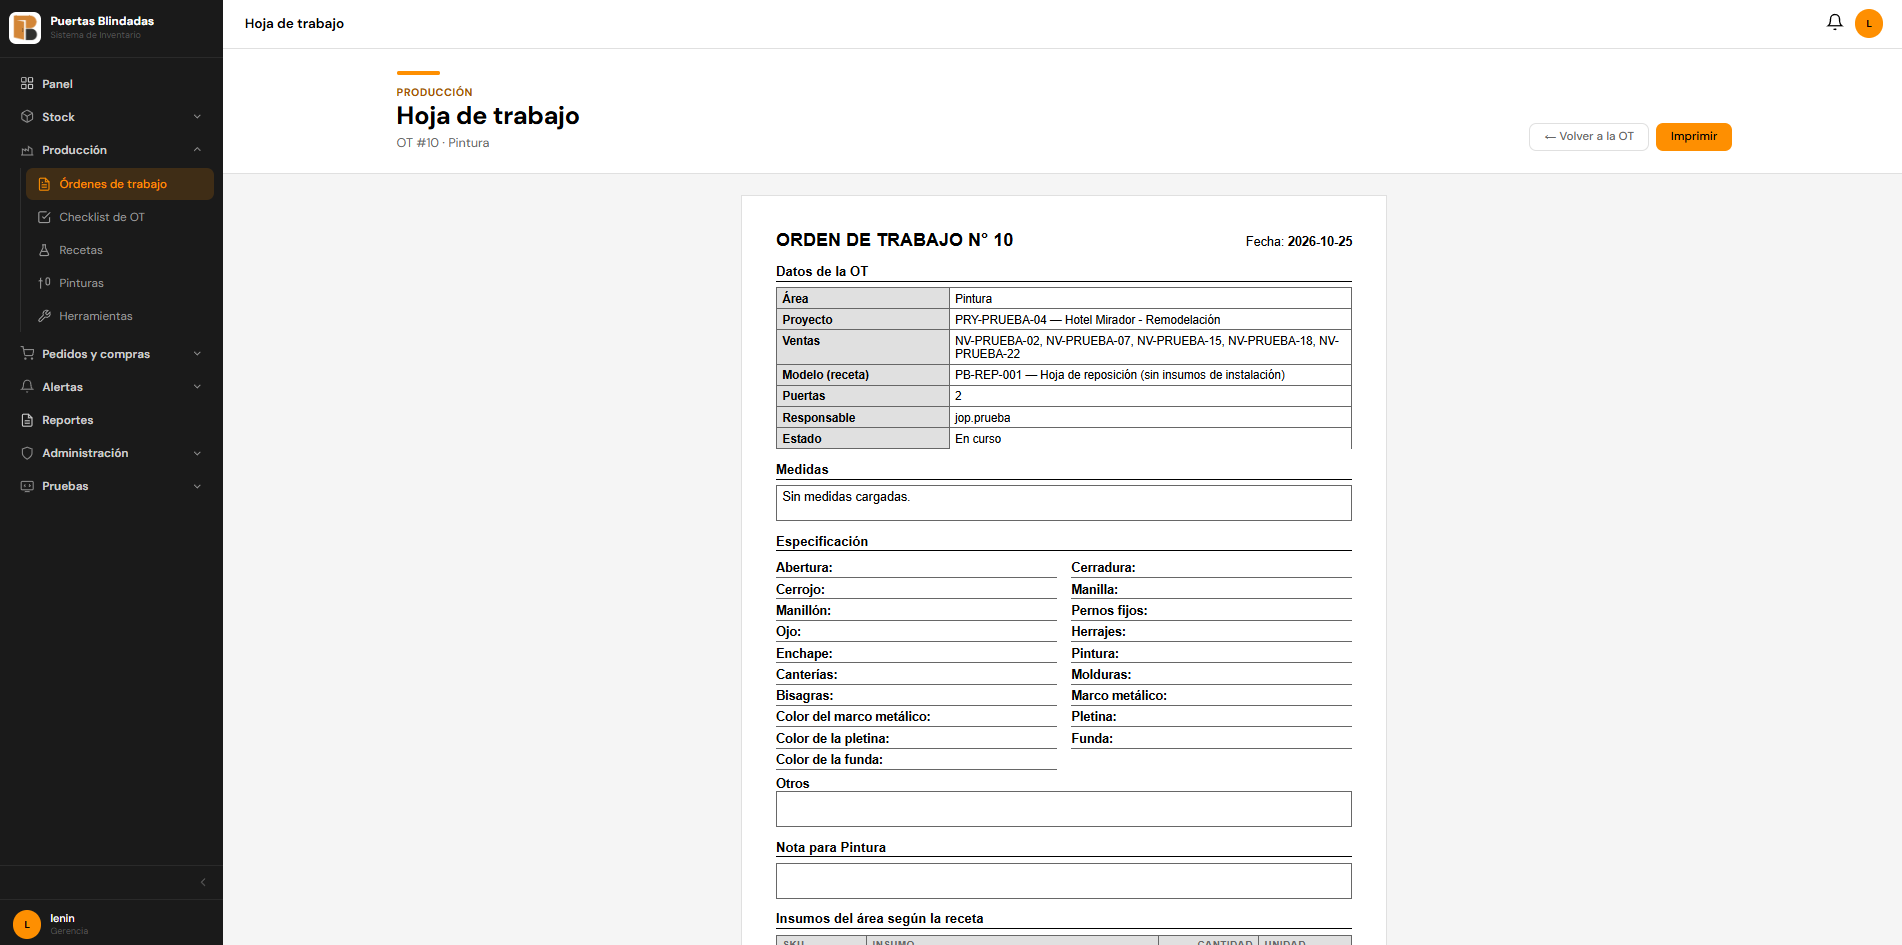 Puertas Blindadas
Sistema de Inventario
Panel
Stock
Producción
Órdenes de trabajo
Checklist de OT
Recetas
Pinturas
Herramientas
Pedidos y compras
Alertas
Reportes
Administración
Pruebas
L
lenin
Gerencia
Hoja de trabajo
L
PRODUCCIÓN
Hoja de trabajo
OT #10 · Pintura
← Volver a la OT
Imprimir
ORDEN DE TRABAJO N° 10
Fecha: 2026-10-25
Datos de la OT
Área Pintura
Proyecto PRY-PRUEBA-04 — Hotel Mirador - Remodelación
Ventas NV-PRUEBA-02, NV-PRUEBA-07, NV-PRUEBA-15, NV-PRUEBA-18, NV-
PRUEBA-22
Modelo (receta) PB-REP-001 — Hoja de reposición (sin insumos de instalación)
Puertas 2
Responsable jop.prueba
Estado En curso
Medidas
Sin medidas cargadas.
Especificación
Abertura: Cerradura:
Cerrojo: Manilla:
Manillón: Pernos fijos:
Ojo: Herrajes:
Enchape: Pintura:
Canterías: Molduras:
Bisagras: Marco metálico:
Color del marco metálico: Pletina:
Color de la pletina: Funda:
Color de la funda:
Otros
Nota para Pintura
Insumos del área según la receta
SKU INSUMO CANTIDAD UNIDAD